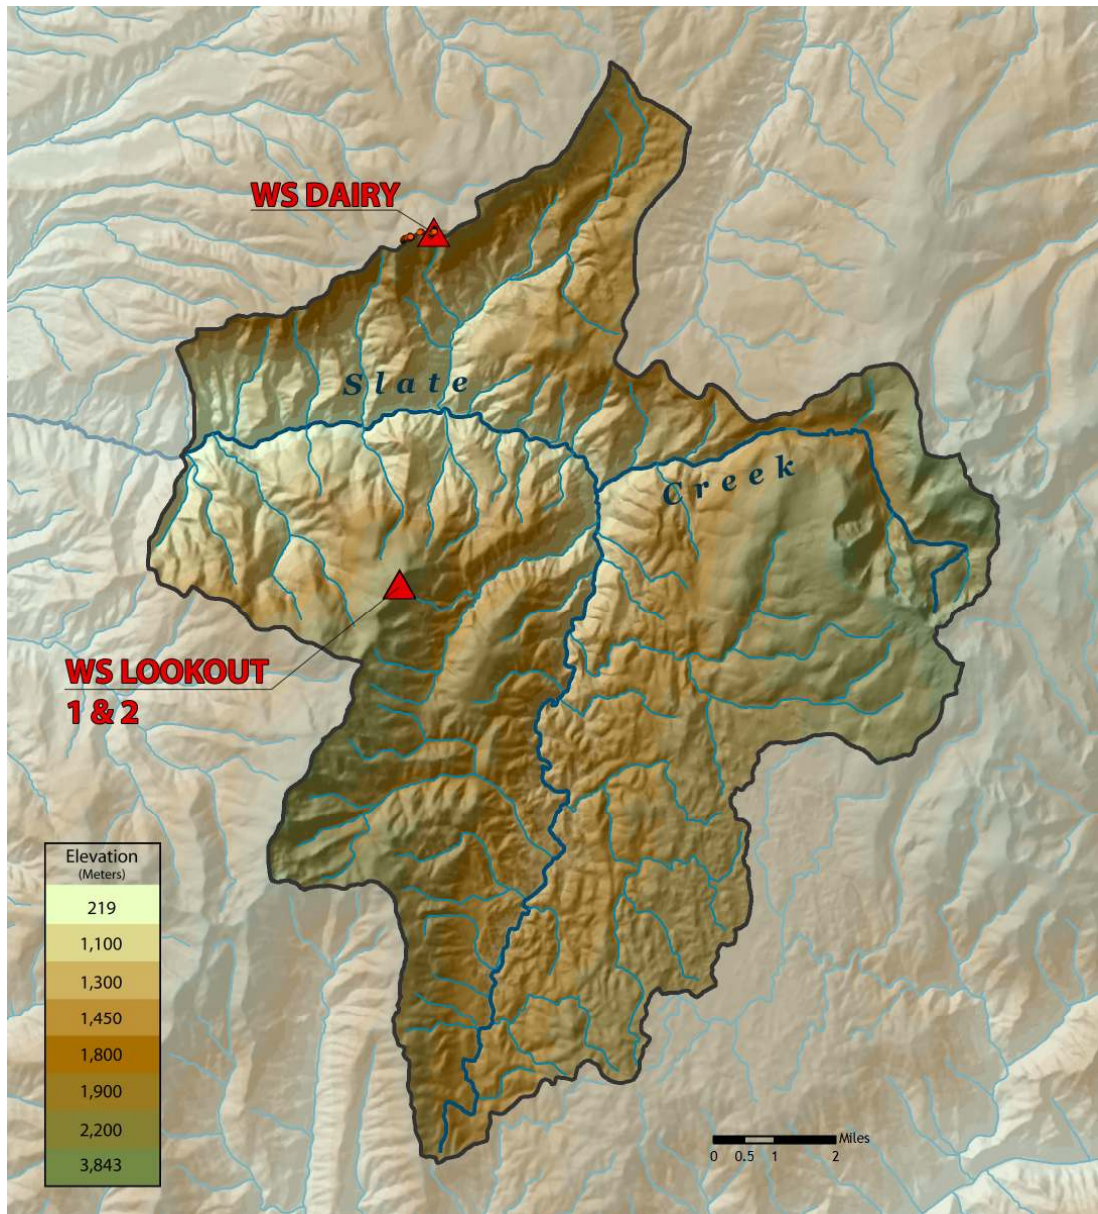 WS DAIRY
Slate
Creek
WS LOOKOUT
1 & 2
Elevation
(Meters)
219
1,100
1,300
1,450
1,800
1,900
2,200
3,843
Miles
0 0.5 1 2